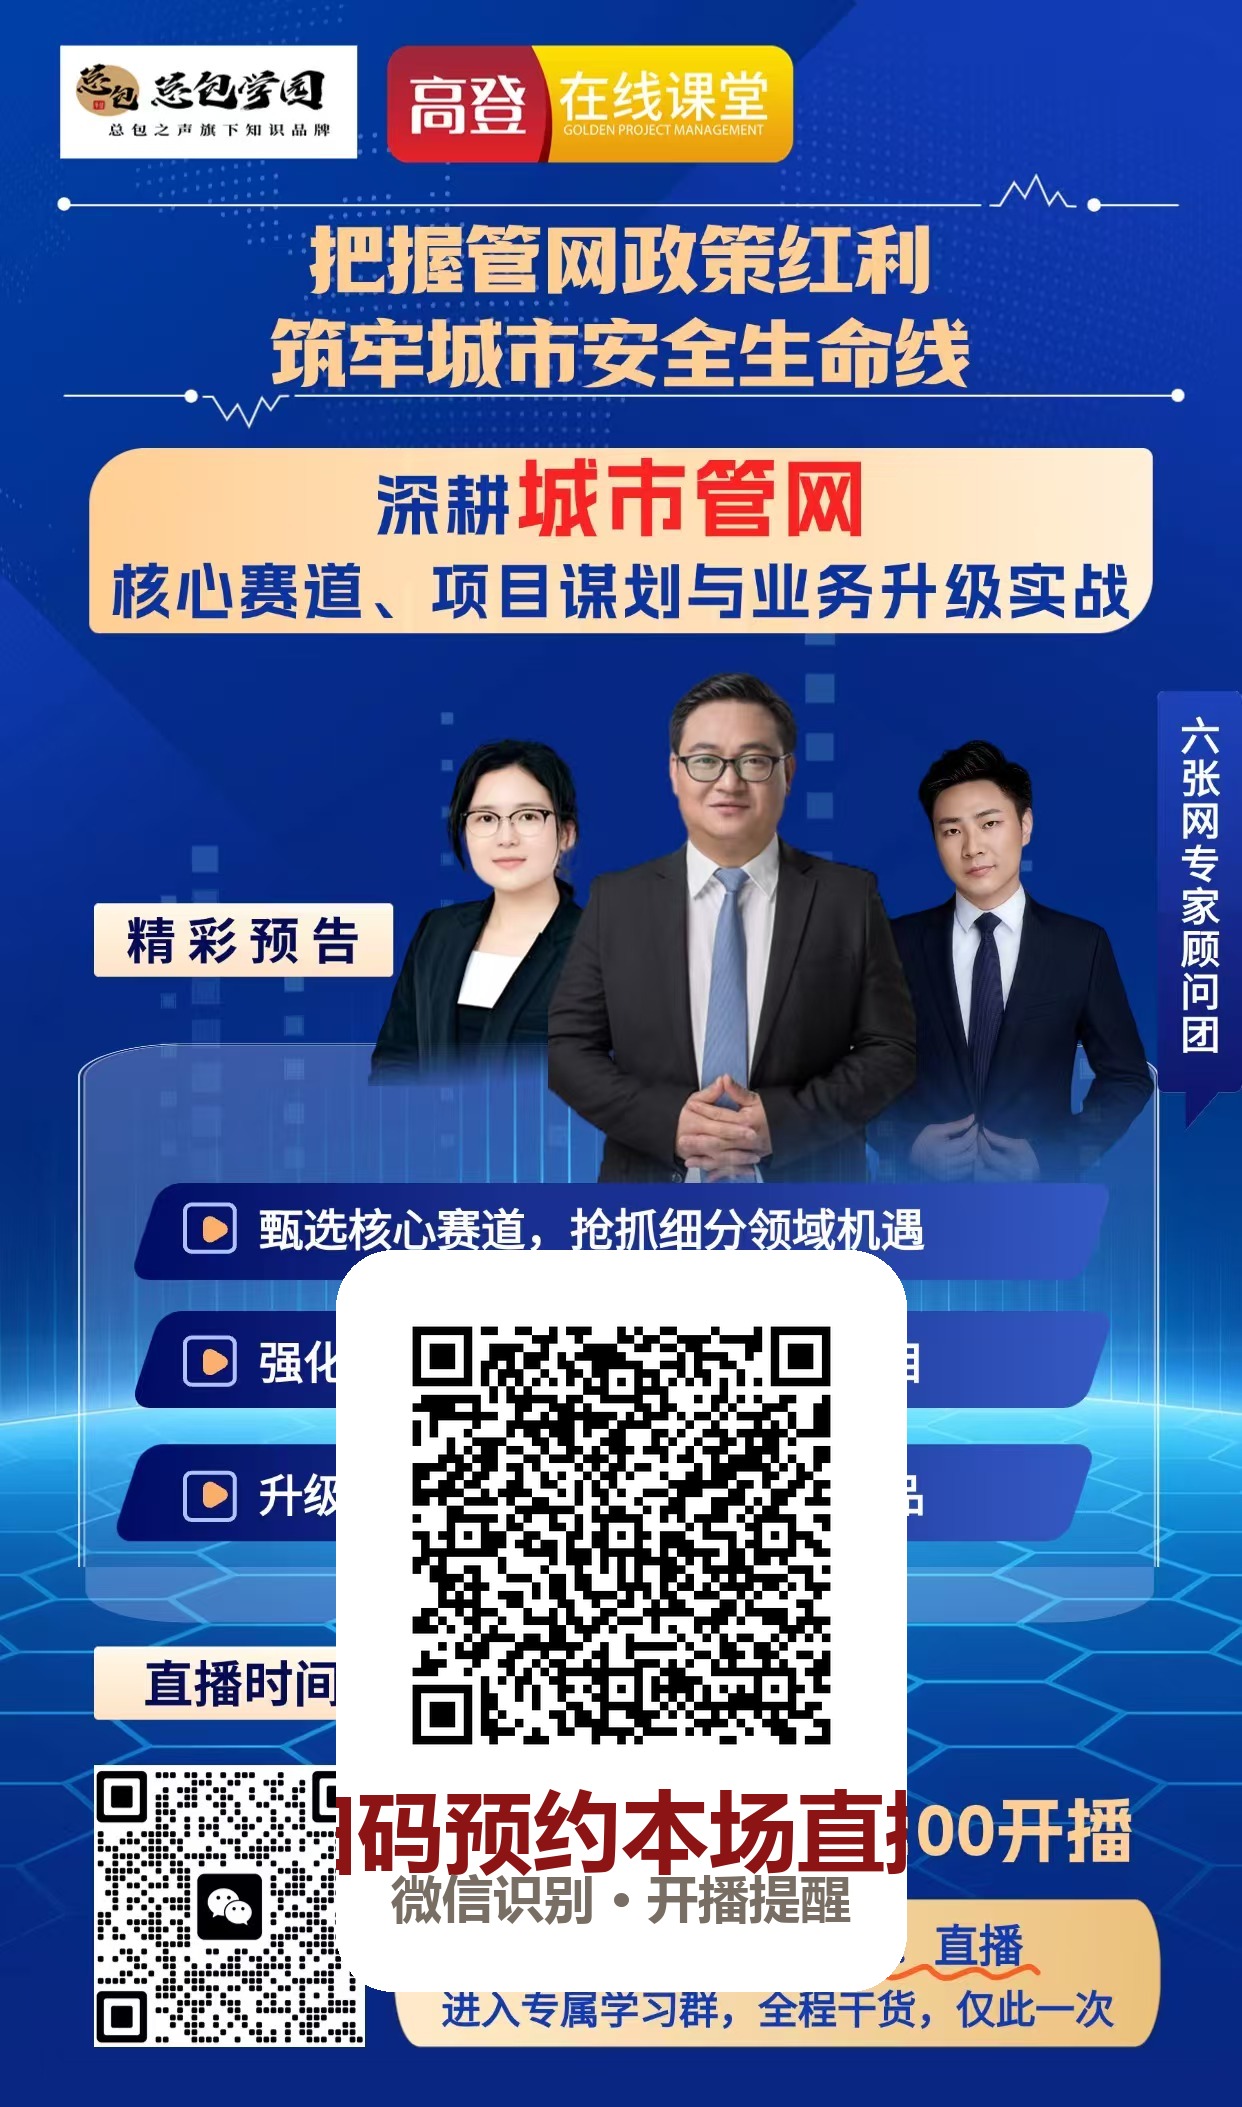 总包
总包学园
总包之声旗下知识品牌
高登
在线课堂
GOLDEN PROJECT MANAGEMENT
把握管网政策红利
筑牢城市安全生命线
深耕城市管网
核心赛道、项目谋划与业务升级实战
六张网专家顾问团
精彩预告
甄选核心赛道，抢抓细分领域机遇
强化
升级
品
直播时间
码预约本场直
00开播
微信识别·开播提醒
直播
进入专属学习群，全程干货，仅此一次